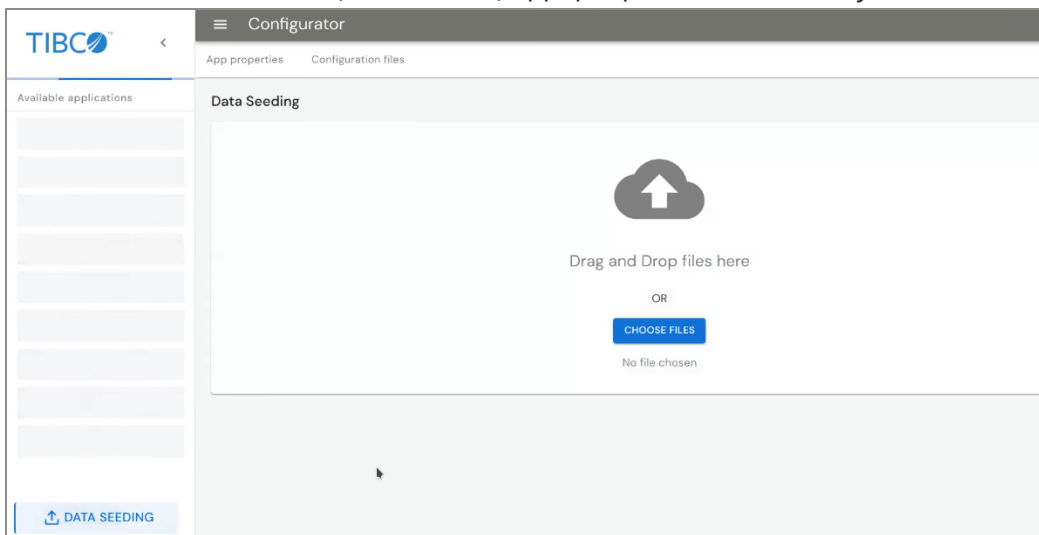 TIBCO™
Configurator
App properties Configuration files
Available applications
Data Seeding
Drag and Drop files here
OR
CHOOSE FILES
No file chosen
DATA SEEDING